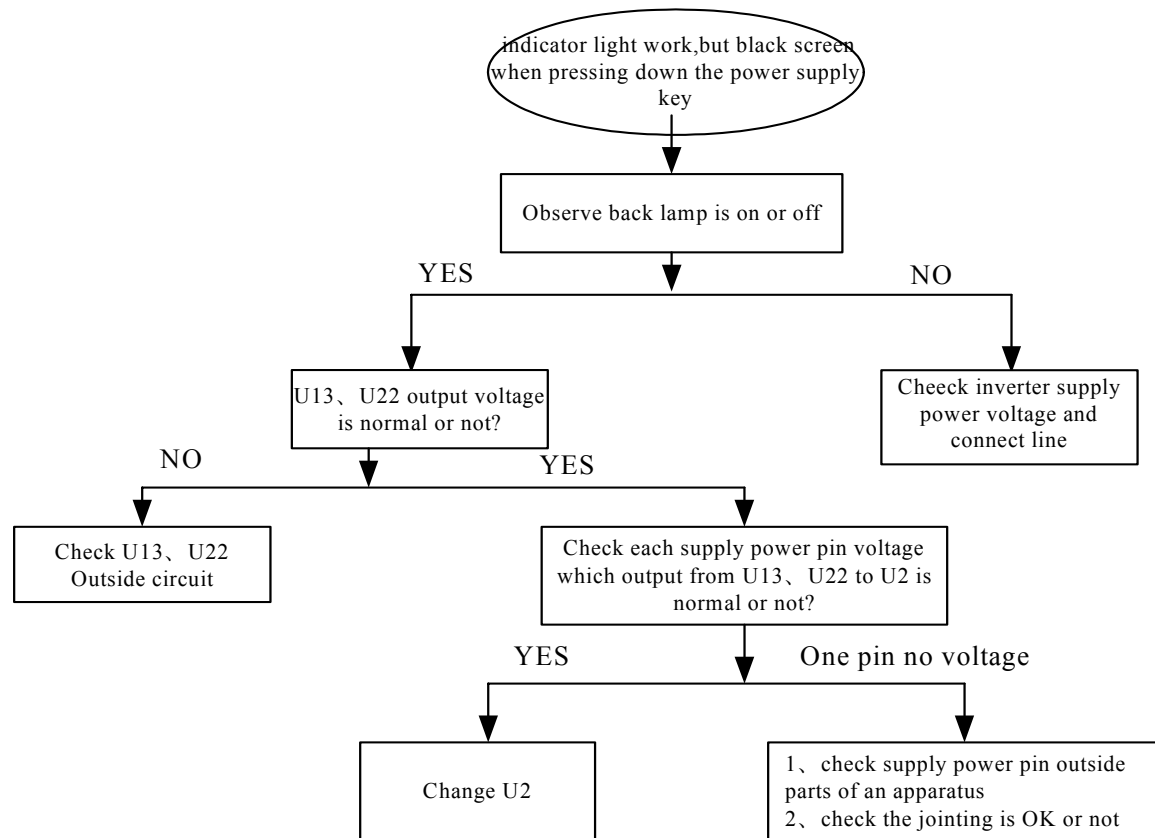 indicator light work,but black screen
when pressing down the power supply
key
Observe back lamp is on or off
YES
NO
U13、U22 output voltage
is normal or not?
Cheeck inverter supply
power voltage and
connect line
NO
YES
Check U13、U22
Outside circuit
Check each supply power pin voltage
which output from U13、U22 to U2 is
normal or not?
YES
One pin no voltage
Change U2
1、check supply power pin outside
parts of an apparatus
2、check the jointing is OK or not